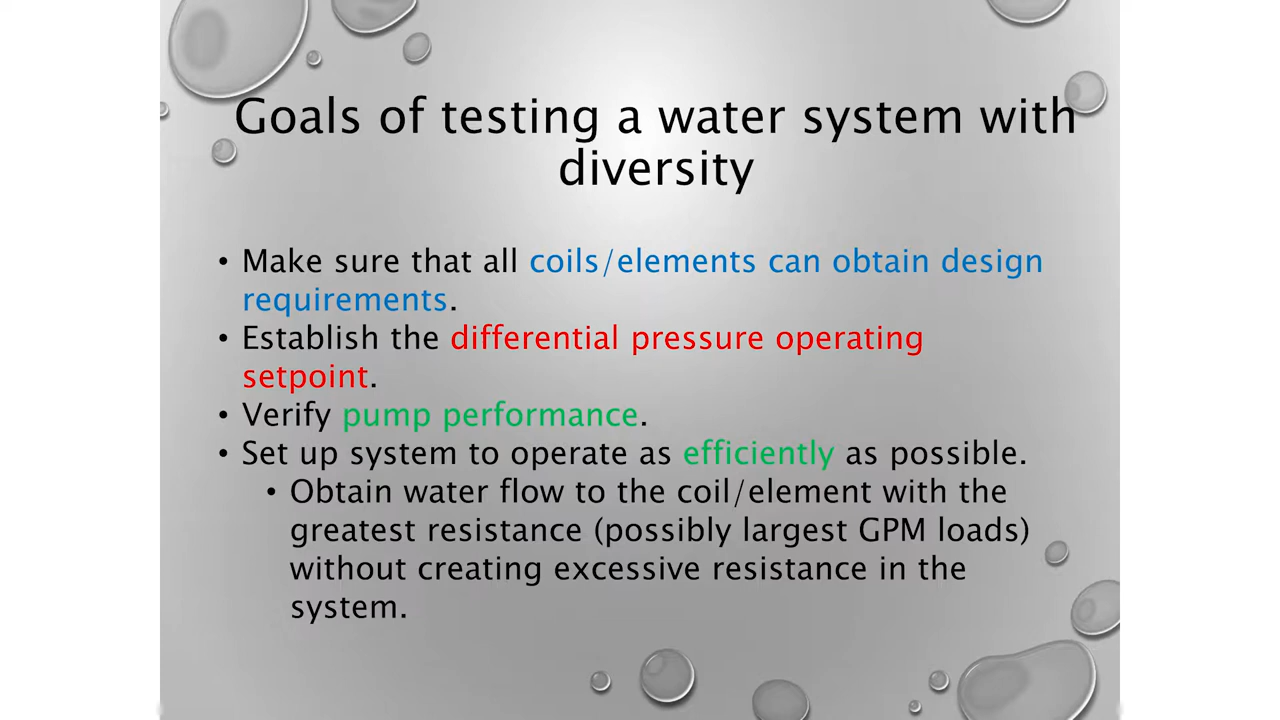 Goals of testing a water system with
diversity
• Make sure that all coils/elements can obtain design
requirements.
• Establish the differential pressure operating
setpoint.
• Verify pump performance.
• Set up system to operate as efficiently as possible.
• Obtain water flow to the coil/element with the
greatest resistance (possibly largest GPM loads)
without creating excessive resistance in the
system.